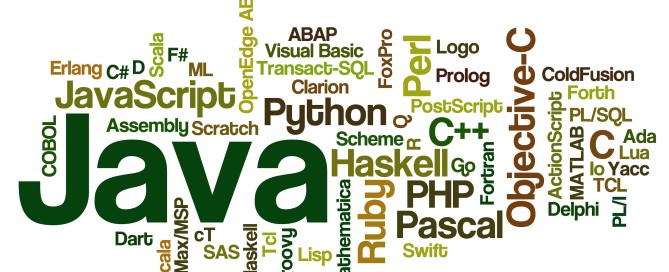 ABAP
Visual Basic
Transact-SQL
Clarion
OpenEdge AB
FoxPro
Perl
Logo
Prolog
PostScript
Objective-C
ColdFusion
Forth
PL/SQL
ActionScript
MATLAB
C
Ada
Lua
Io
Yacc
TCL
Delphi
PL/I
Erlang
C#
D
Scala
F#
ML
JavaScript
Python
COBOL
Assembly
Scratch
Java
Q
Scheme
R
C++
Haskell
Go
Fortran
Ruby
PHP
Pascal
Swift
athematica
Dart
cala
Max/MSP
cT
SAS
askell
Tcl
roovy
Lisp